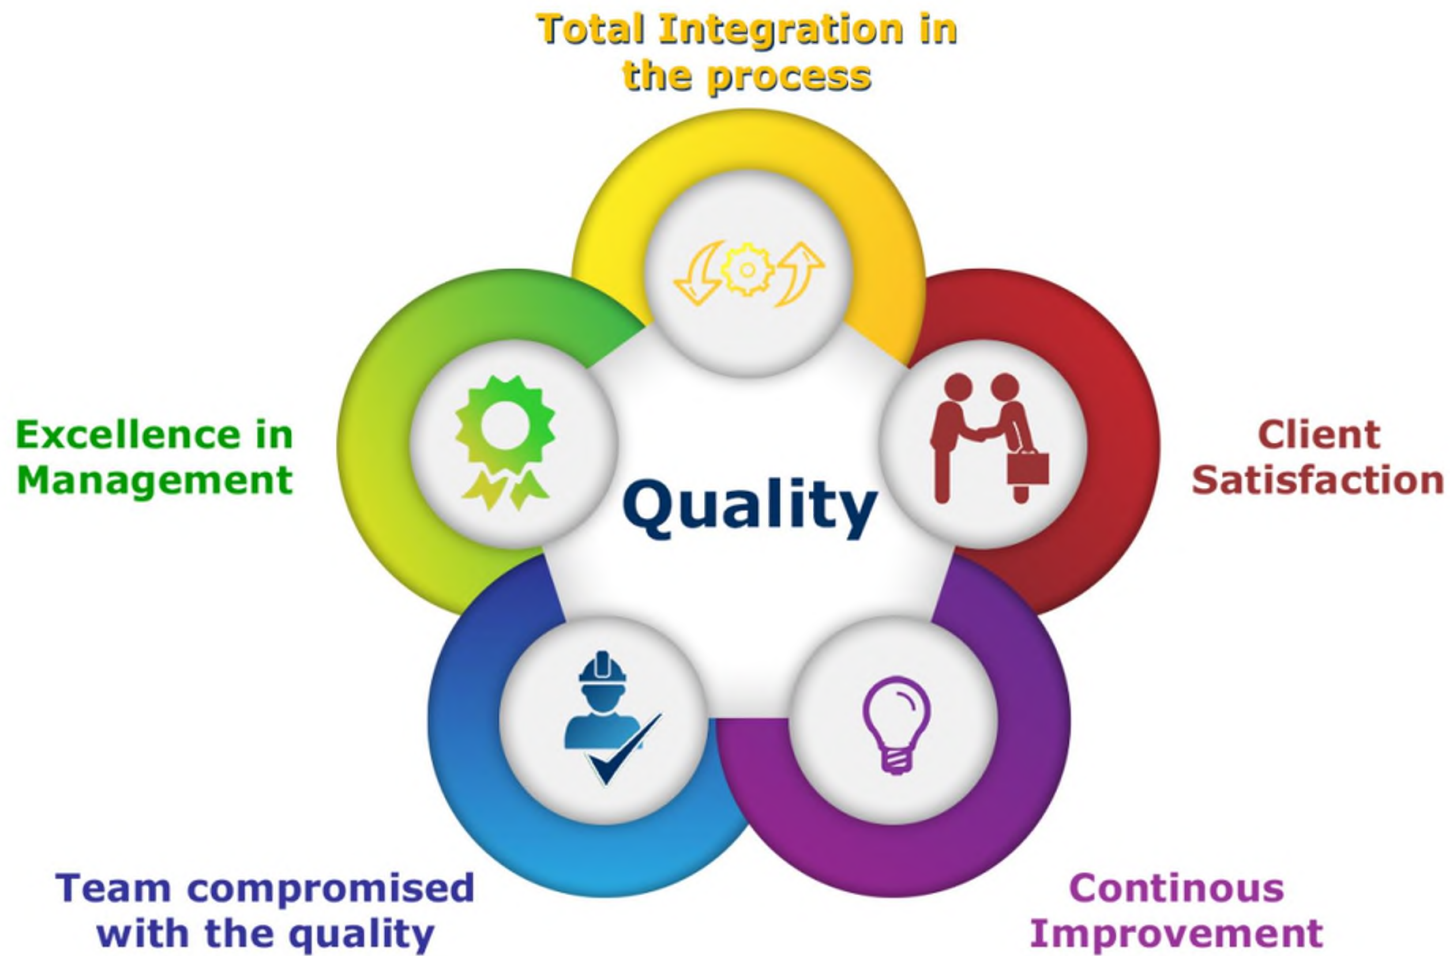 Total Integration in
the process
Excellence in
Management
Client
Satisfaction
Quality
Team compromised
with the quality
Continous
Improvement